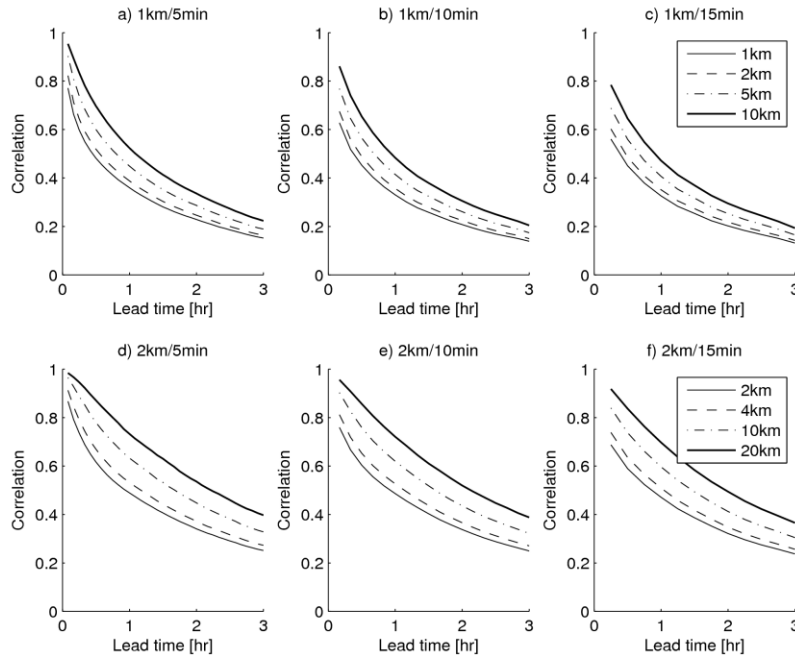 a) 1km/5min
b) 1km/10min
c) 1km/15min
1
0.8
0.6
0.4
0.2
0
Correlation
0
1
2
3
Lead time [hr]
1
0.8
0.6
0.4
0.2
0
Correlation
0
1
2
3
Lead time [hr]
1
0.8
0.6
0.4
0.2
0
Correlation
0
1
2
3
Lead time [hr]
1km
2km
5km
10km
d) 2km/5min
e) 2km/10min
f) 2km/15min
1
0.8
0.6
0.4
0.2
0
Correlation
0
1
2
3
Lead time [hr]
1
0.8
0.6
0.4
0.2
0
Correlation
0
1
2
3
Lead time [hr]
1
0.8
0.6
0.4
0.2
0
Correlation
0
1
2
3
Lead time [hr]
2km
4km
10km
20km